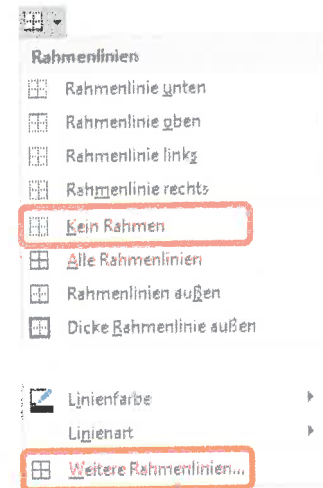 Rahmenlinien
Rahmenlinie unten
Rahmenlinie oben
Rahmenlinie links
Rahmenlinie rechts
Kein Rahmen
Alle Rahmenlinien
Rahmenlinien außen
Dicke Rahmenlinie außen
Linienfarbe
Linienart
Weitere Rahmenlinien...